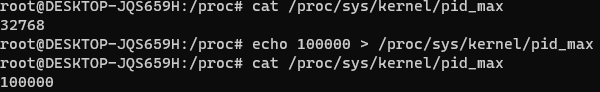 root@DESKTOP-JQS659H:/proc# cat /proc/sys/kernel/pid_max
32768
root@DESKTOP-JQS659H:/proc# echo 100000 > /proc/sys/kernel/pid_max
root@DESKTOP-JQS659H:/proc# cat /proc/sys/kernel/pid_max
100000